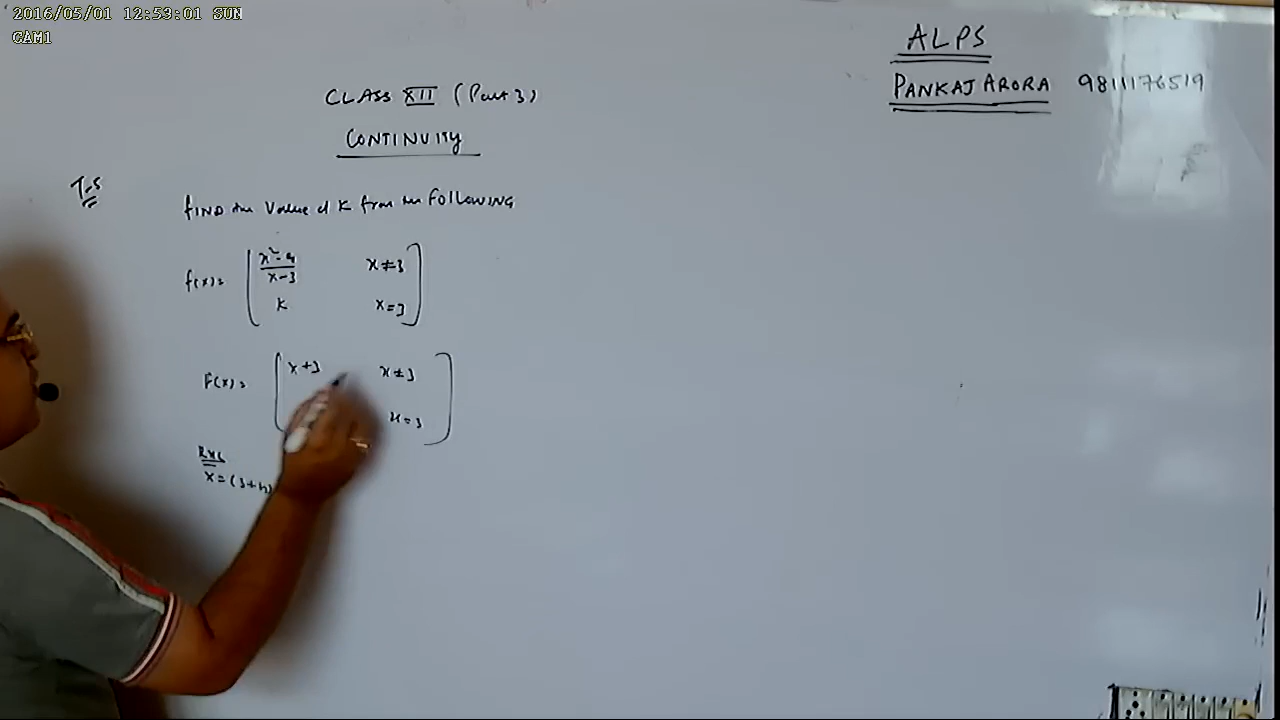 2016/05/01 12:53:01 SUN
CAM1
ALPS
PANKAJ ARORA 9811176519
CLASS XII (Part 3)
CONTINUITY
T-5
FIND the Value of K from the FOLLOWING
f(x)= x²-9/x-3 x≠3
K x=3
F(x)= x+3 x≠3
x=3
RHL
x=(3+h)